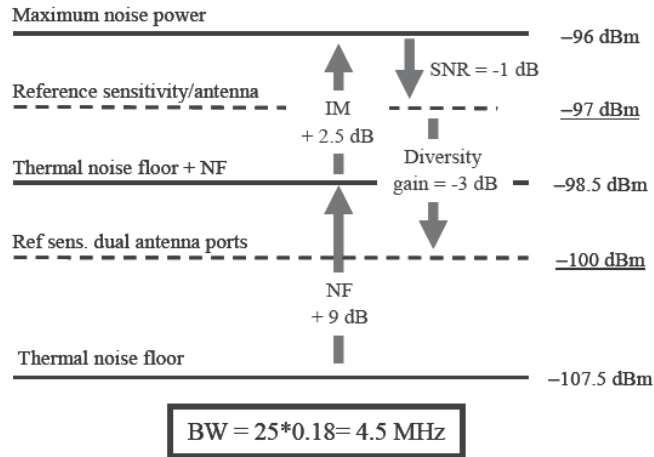 Maximum noise power
–96 dBm
SNR = -1 dB
Reference sensitivity/antenna
–97 dBm
IM
+ 2.5 dB
Diversity
gain = -3 dB
Thermal noise floor + NF
–98.5 dBm
Ref sens. dual antenna ports
–100 dBm
NF
+ 9 dB
Thermal noise floor
–107.5 dBm
BW = 25*0.18= 4.5 MHz